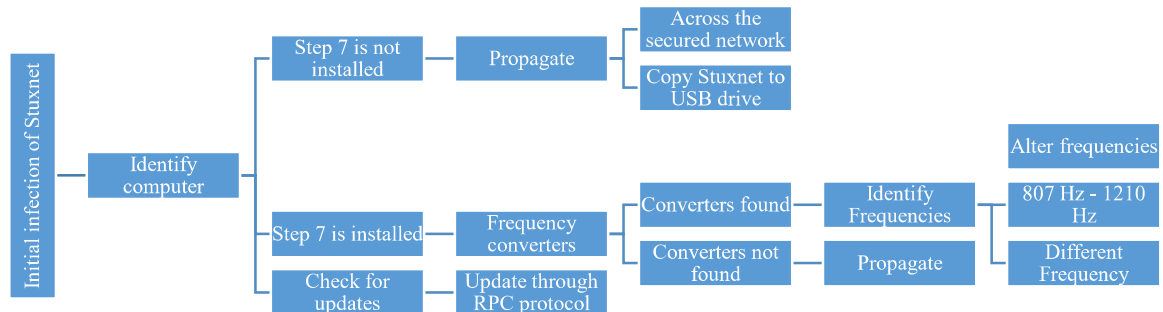 Initial infection of Stuxnet
Identify
computer
Step 7 is not
installed
Propagate
Across the
secured network
Copy Stuxnet to
USB drive
Step 7 is installed
Frequency
converters
Converters found
Identify
Frequencies
Alter frequencies
807 Hz - 1210
Hz
Different
Frequency
Converters not
found
Propagate
Check for
updates
Update through
RPC protocol